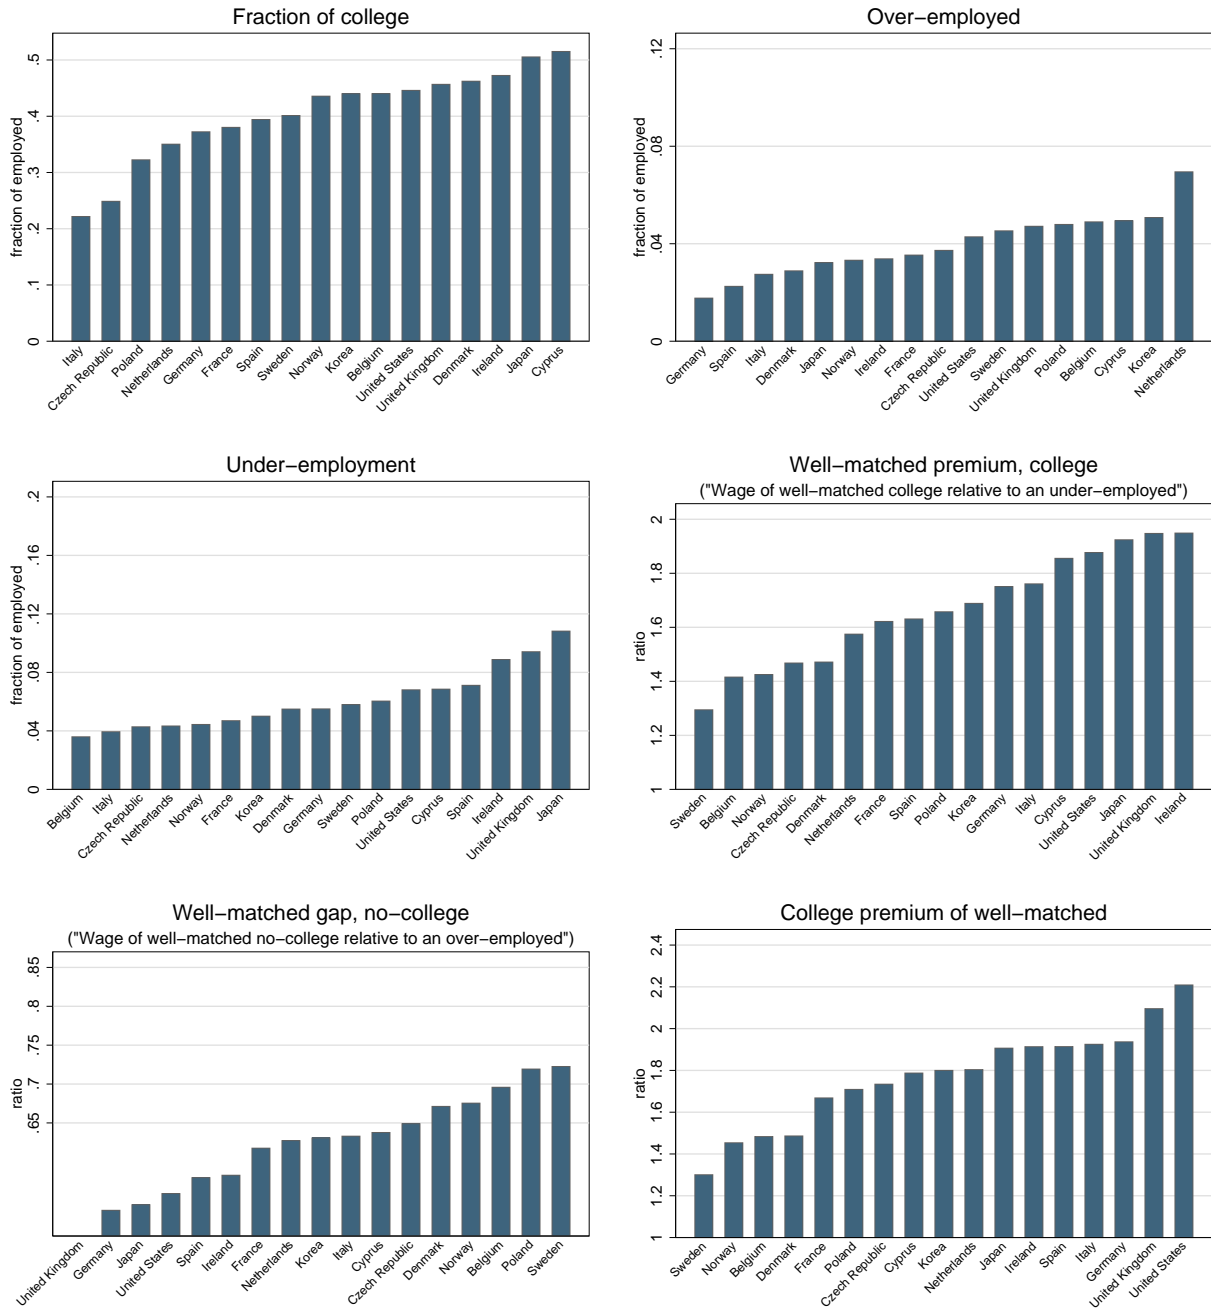 Fraction of college
fraction of employed
.5
.4
.3
.2
.1
0
Italy
Czech Republic
Poland
Netherlands
Germany
France
Spain
Sweden
Norway
Korea
Belgium
United States
United Kingdom
Denmark
Ireland
Japan
Cyprus
Over−employed
fraction of employed
.12
.08
.04
0
Germany
Spain
Italy
Denmark
Japan
Norway
Ireland
France
Czech Republic
United States
Sweden
United Kingdom
Poland
Belgium
Cyprus
Korea
Netherlands
Under−employment
fraction of employed
.2
.16
.12
.08
.04
0
Belgium
Italy
Czech Republic
Netherlands
Norway
France
Korea
Denmark
Germany
Sweden
Poland
United States
Cyprus
Spain
Ireland
United Kingdom
Japan
Well−matched premium, college
("Wage of well−matched college relative to an under−employed")
ratio
2
1.8
1.6
1.4
1.2
1
Sweden
Belgium
Norway
Czech Republic
Denmark
Netherlands
France
Spain
Poland
Korea
Germany
Italy
Cyprus
United States
Japan
United Kingdom
Ireland
Well−matched gap, no−college
("Wage of well−matched no−college relative to an over−employed")
ratio
.85
.8
.75
.7
.65
United Kingdom
Germany
Japan
United States
Spain
Ireland
France
Netherlands
Korea
Italy
Cyprus
Czech Republic
Denmark
Norway
Belgium
Poland
Sweden
College premium of well−matched
ratio
2.4
2.2
2
1.8
1.6
1.4
1.2
1
Sweden
Norway
Belgium
Denmark
France
Poland
Czech Republic
Cyprus
Korea
Netherlands
Japan
Ireland
Spain
Italy
Germany
United Kingdom
United States